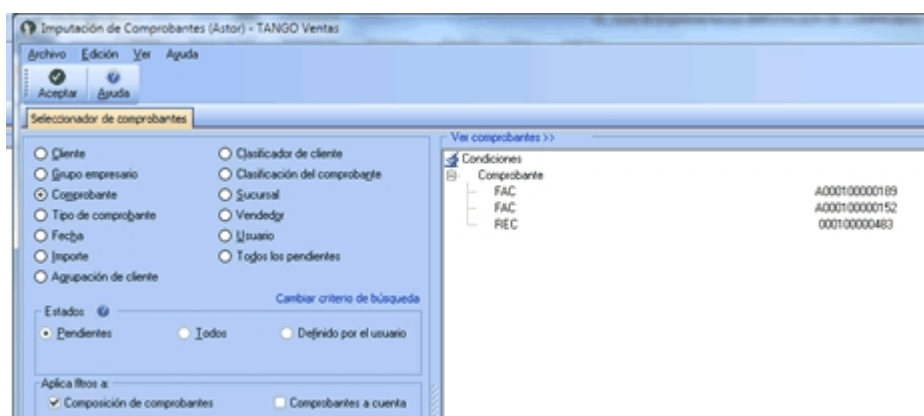 Imputación de Comprobantes (Astor) - TANGO Ventas
Archivo Edición Ver Ayuda
Aceptar Ayuda
Seleccionador de comprobantes
Ver comprobantes >>
Cliente
Clasificador de cliente
Grupo empresario
Clasificación del comprobante
Comprobante
Sucursal
Tipo de comprobante
Vendedor
Fecha
Usuario
Importe
Todos los pendientes
Agrupación de cliente
Cambiar criterio de búsqueda
Estados
Pendientes
Todos
Definido por el usuario
Aplica filtros a:
Composición de comprobantes
Comprobantes a cuenta
Condiciones
Comprobante
FAC A000100000189
FAC A000100000152
REC 000100000483